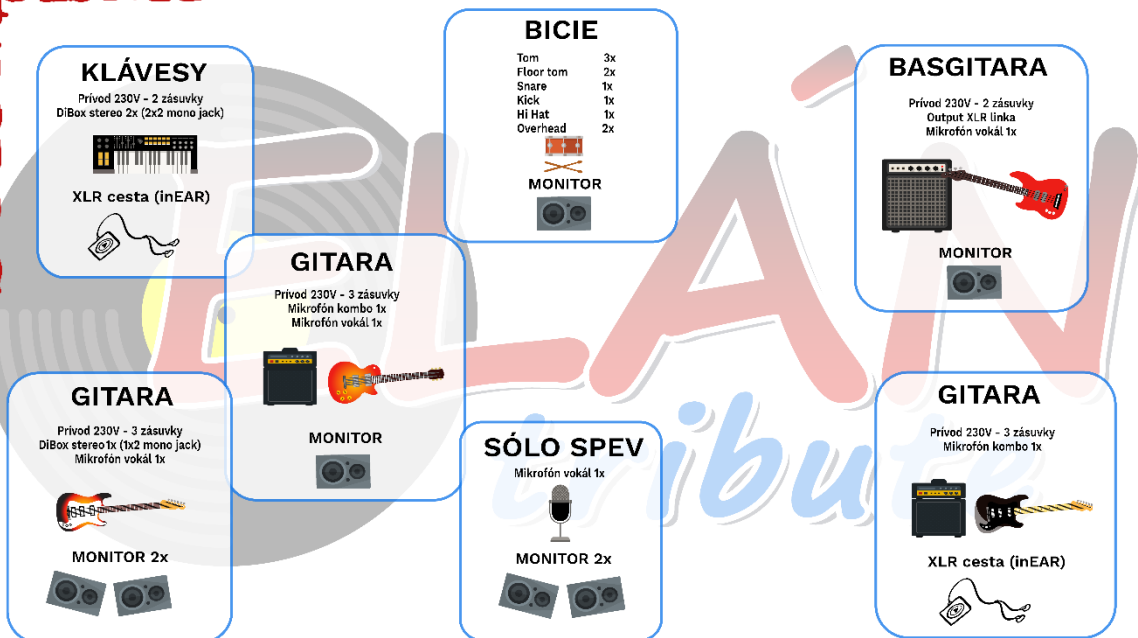 KLÁVESY
Prívod 230V - 2 zásuvky
DiBox stereo 2x (2x2 mono jack)
XLR cesta (inEAR)
BICIE
Tom 3x
Floor tom 2x
Snare 1x
Kick 1x
Hi Hat 1x
Overhead 2x
MONITOR
BASGITARA
Prívod 230V - 2 zásuvky
Output XLR linka
Mikrofón vokál 1x
MONITOR
GITARA
Prívod 230V - 3 zásuvky
Mikrofón kombo 1x
Mikrofón vokál 1x
MONITOR
GITARA
Prívod 230V - 3 zásuvky
DiBox stereo 1x (1x2 mono jack)
Mikrofón vokál 1x
MONITOR 2x
SÓLO SPEV
Mikrofón vokál 1x
MONITOR 2x
GITARA
Prívod 230V - 3 zásuvky
Mikrofón kombo 1x
XLR cesta (inEAR)
ELÁN
tribute